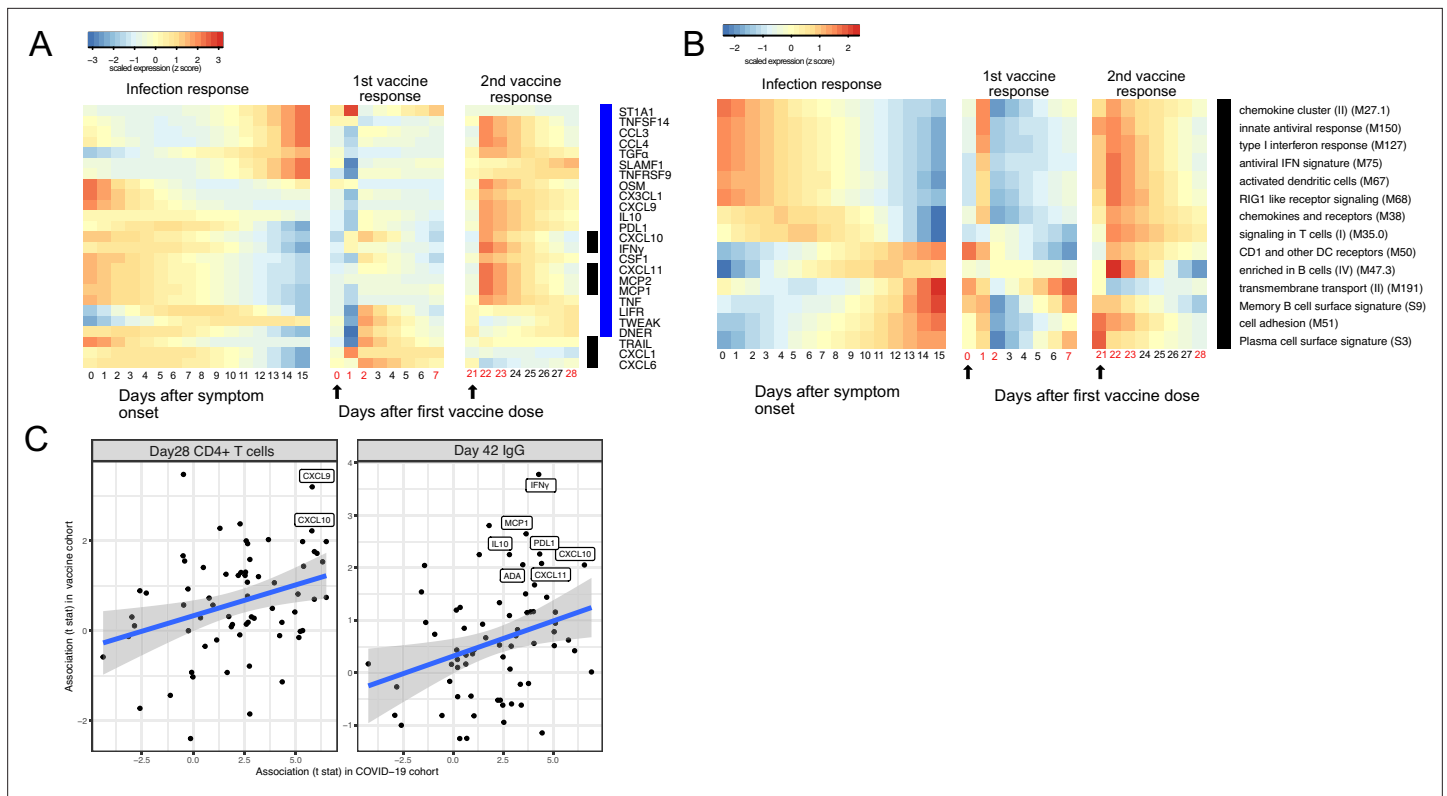 A
-3 -2 -1 0 1 2 3
scaled expression (z score)
Infection response
1st vaccine
response
2nd vaccine
response
ST1A1
TNFSF14
CCL3
CCL4
TGFα
SLAMF1
TNFRSF9
OSM
CX3CL1
CXCL9
IL10
PDL1
CXCL10
IFNγ
CSF1
CXCL11
MCP2
MCP1
TNF
LIFR
TWEAK
DNER
TRAIL
CXCL1
CXCL6
0 1 2 3 4 5 6 7 8 9 10 11 12 13 14 15
0 1 2 3 4 5 6 7
21 22 23 24 25 26 27 28
Days after symptom
onset
Days after first vaccine dose
B
-2 -1 0 1 2
scaled expression (z score)
Infection response
1st vaccine
response
2nd vaccine
response
chemokine cluster (II) (M27.1)
innate antiviral response (M150)
type I interferon response (M127)
antiviral IFN signature (M75)
activated dendritic cells (M67)
RIG1 like receptor signaling (M68)
chemokines and receptors (M38)
signaling in T cells (I) (M35.0)
CD1 and other DC receptors (M50)
enriched in B cells (IV) (M47.3)
transmembrane transport (II) (M191)
Memory B cell surface signature (S9)
cell adhesion (M51)
Plasma cell surface signature (S3)
0 1 2 3 4 5 6 7 8 9 10 11 12 13 14 15
0 1 2 3 4 5 6 7
21 22 23 24 25 26 27 28
Days after symptom
onset
Days after first vaccine dose
C
Day28 CD4+ T cells
Day 42 IgG
Association (t stat) in vaccine cohort
2
0
−2
CXCL9
CXCL10
−2.5 0.0 2.5 5.0
4
3
2
1
0
−1
IFNγ
MCP1
IL10
PDL1
CXCL10
ADA
CXCL11
−2.5 0.0 2.5 5.0
Association (t stat) in COVID−19 cohort